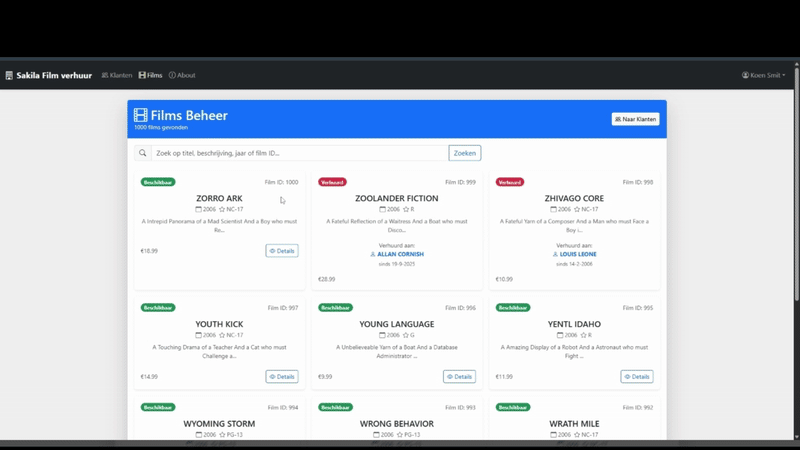 Sakila Film verhuur Klanten Films About Koen Smit
Films Beheer
1000 films gevonden
Naar Klanten
Zoek op titel, beschrijving, jaar of film ID... Zoeken
Beschikbaar Film ID: 1000
ZORRO ARK
2006 NC-17
A Intrepid Panorama of a Mad Scientist And a Boy who must
Re...
€18.99 Details
Verhuurd Film ID: 999
ZOOLANDER FICTION
2006 R
A Fateful Reflection of a Waitress And a Boat who must
Disco...
Verhuurd aan:
ALLAN CORNISH
sinds 19-9-2025
€28.99
Verhuurd Film ID: 998
ZHIVAGO CORE
2006 NC-17
A Fateful Yarn of a Composer And a Man who must Face a
Boy i...
Verhuurd aan:
LOUIS LEONE
sinds 14-2-2006
€10.99
Beschikbaar Film ID: 997
YOUTH KICK
2006 NC-17
A Touching Drama of a Teacher And a Cat who must
Challenge a...
€14.99 Details
Beschikbaar Film ID: 996
YOUNG LANGUAGE
2006 G
A Unbelieveable Yarn of a Boat And a Database
Administrator ...
€9.99 Details
Beschikbaar Film ID: 995
YENTL IDAHO
2006 R
A Amazing Display of a Robot And a Astronaut who must
Fight ...
€11.99 Details
Beschikbaar Film ID: 994
WYOMING STORM
2006 PG-13
Beschikbaar Film ID: 993
WRONG BEHAVIOR
2006 PG-13
Beschikbaar Film ID: 992
WRATH MILE
2006 NC-17